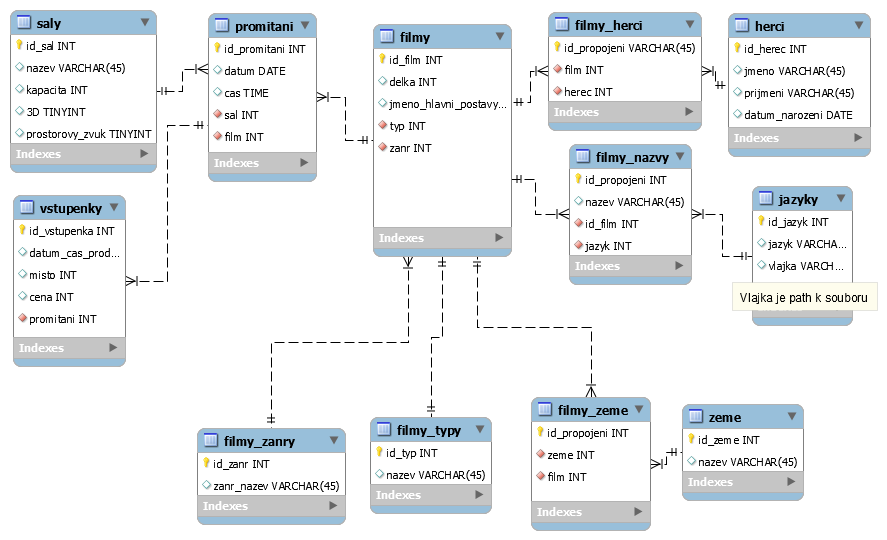 saly
id_sal INT
nazev VARCHAR(45)
kapacita INT
3D TINYINT
prostorovy_zvuk TINYINT
Indexes
promitani
id_promitani INT
datum DATE
cas TIME
sal INT
film INT
Indexes
filmy
id_film INT
delka INT
jmeno_hlavni_postavy...
typ INT
zanr INT
Indexes
filmy_herci
id_propojeni VARCHAR(45)
film INT
herec INT
Indexes
herci
id_herec INT
jmeno VARCHAR(45)
prijmeni VARCHAR(45)
datum_narozeni DATE
Indexes
vstupenky
id_vstupenka INT
datum_cas_prod...
misto INT
cena INT
promitani INT
Indexes
filmy_nazvy
id_propojeni INT
nazev VARCHAR(45)
id_film INT
jazyk INT
Indexes
jazyky
id_jazyk INT
jazyk VARCHA...
vlajka VARCH...
Vlajka je path k souboru
filmy_zanry
id_zanr INT
zanr_nazev VARCHAR(45)
Indexes
filmy_typy
id_typ INT
nazev VARCHAR(45)
Indexes
filmy_zeme
id_propojeni INT
zeme INT
film INT
Indexes
zeme
id_zeme INT
nazev VARCHAR(45)
Indexes